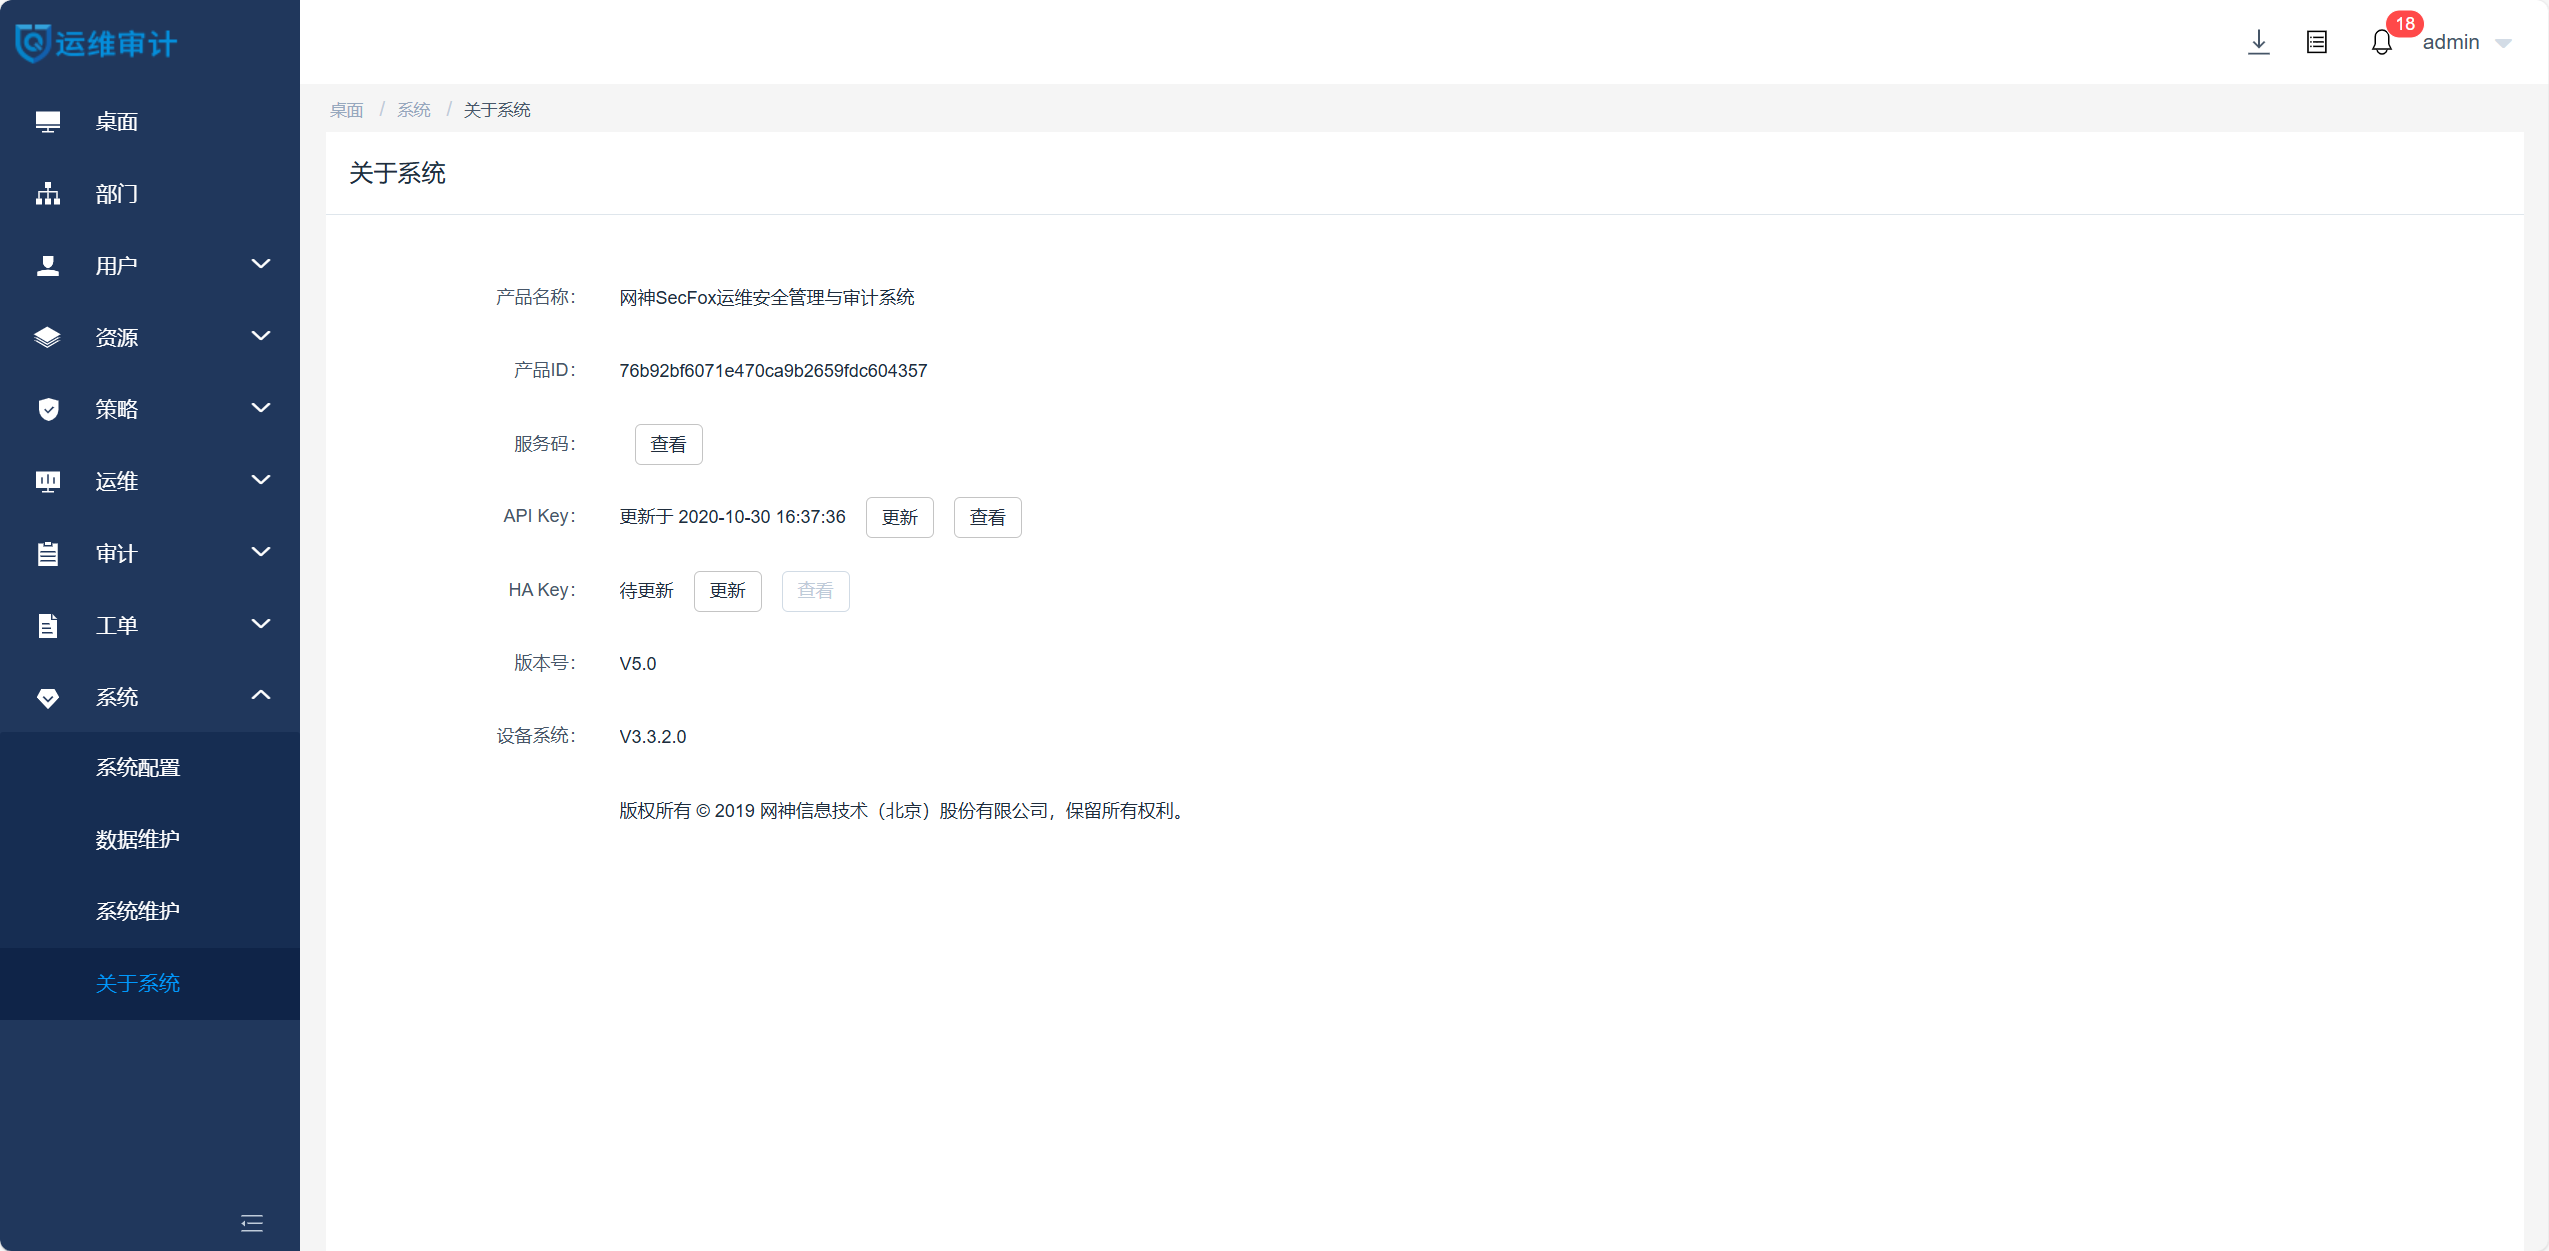 运维审计
18
admin
桌面
部门
用户
资源
策略
运维
审计
工单
系统
系统配置
数据维护
系统维护
关于系统
桌面 / 系统 / 关于系统
关于系统
产品名称： 网神SecFox运维安全管理与审计系统
产品ID： 76b92bf6071e470ca9b2659fdc604357
服务码： 查看
API Key： 更新于 2020-10-30 16:37:36 更新 查看
HA Key： 待更新 更新 查看
版本号： V5.0
设备系统： V3.3.2.0
版权所有 © 2019 网神信息技术（北京）股份有限公司，保留所有权利。